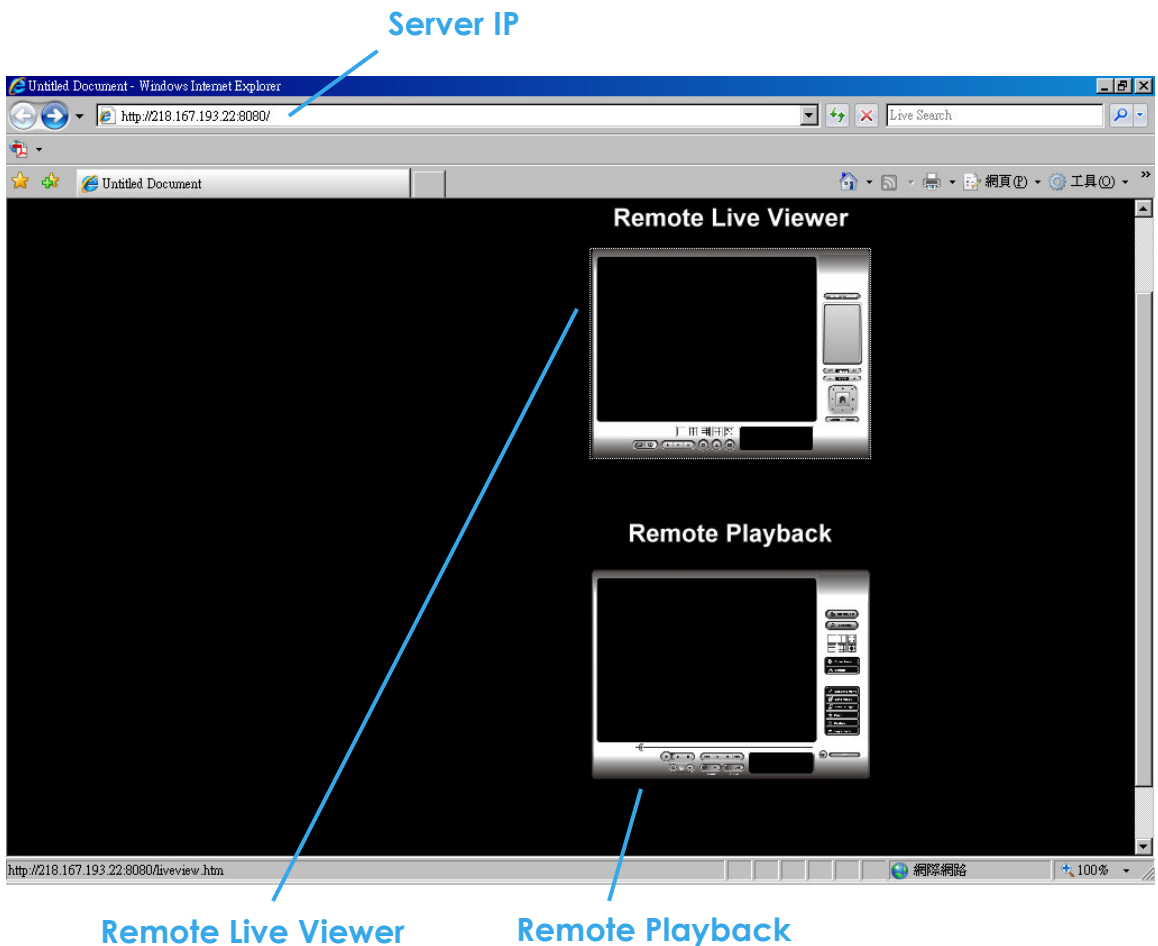 Server IP
Untitled Document - Windows Internet Explorer
http://218.167.193.22:8080/
Live Search
Untitled Document
網頁(P)
工具(O)
Remote Live Viewer
Remote Playback
http://218.167.193.22:8080/liveview.htm
網際網路
100%
Remote Live Viewer
Remote Playback